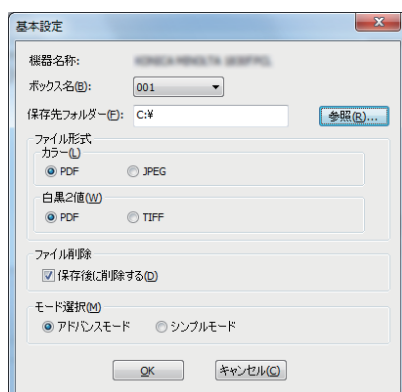 基本設定
機器名称:
ボックス名(B): 001
保存先フォルダー(F): C:¥ 参照(R)...
ファイル形式
カラー(L)
PDF JPEG
白黒2値(W)
PDF TIFF
ファイル削除
保存後に削除する(D)
モード選択(M)
アドバンスモード シンプルモード
OK キャンセル(C)